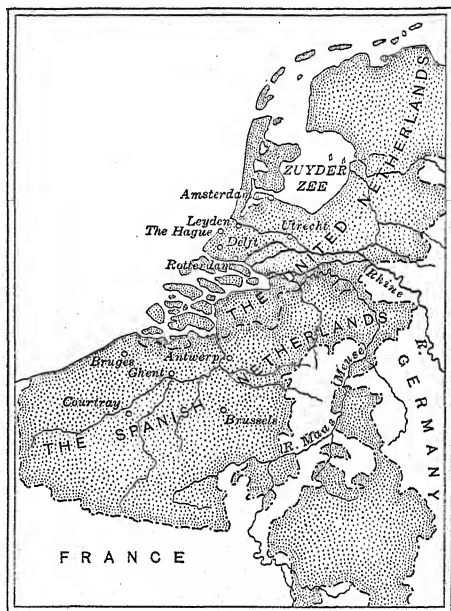 ZUYDER
ZEE
Amsterdam
Leyden
Utrecht
The Hague
Delft
Rotterdam
THE UNITED NETHERLANDS
Rhine
R.
Bruges
Antwerp
Ghent
(Meuse)
Courtray
Brussels
R. Maas
THE SPANISH NETHERLANDS
GERMANY
FRANCE